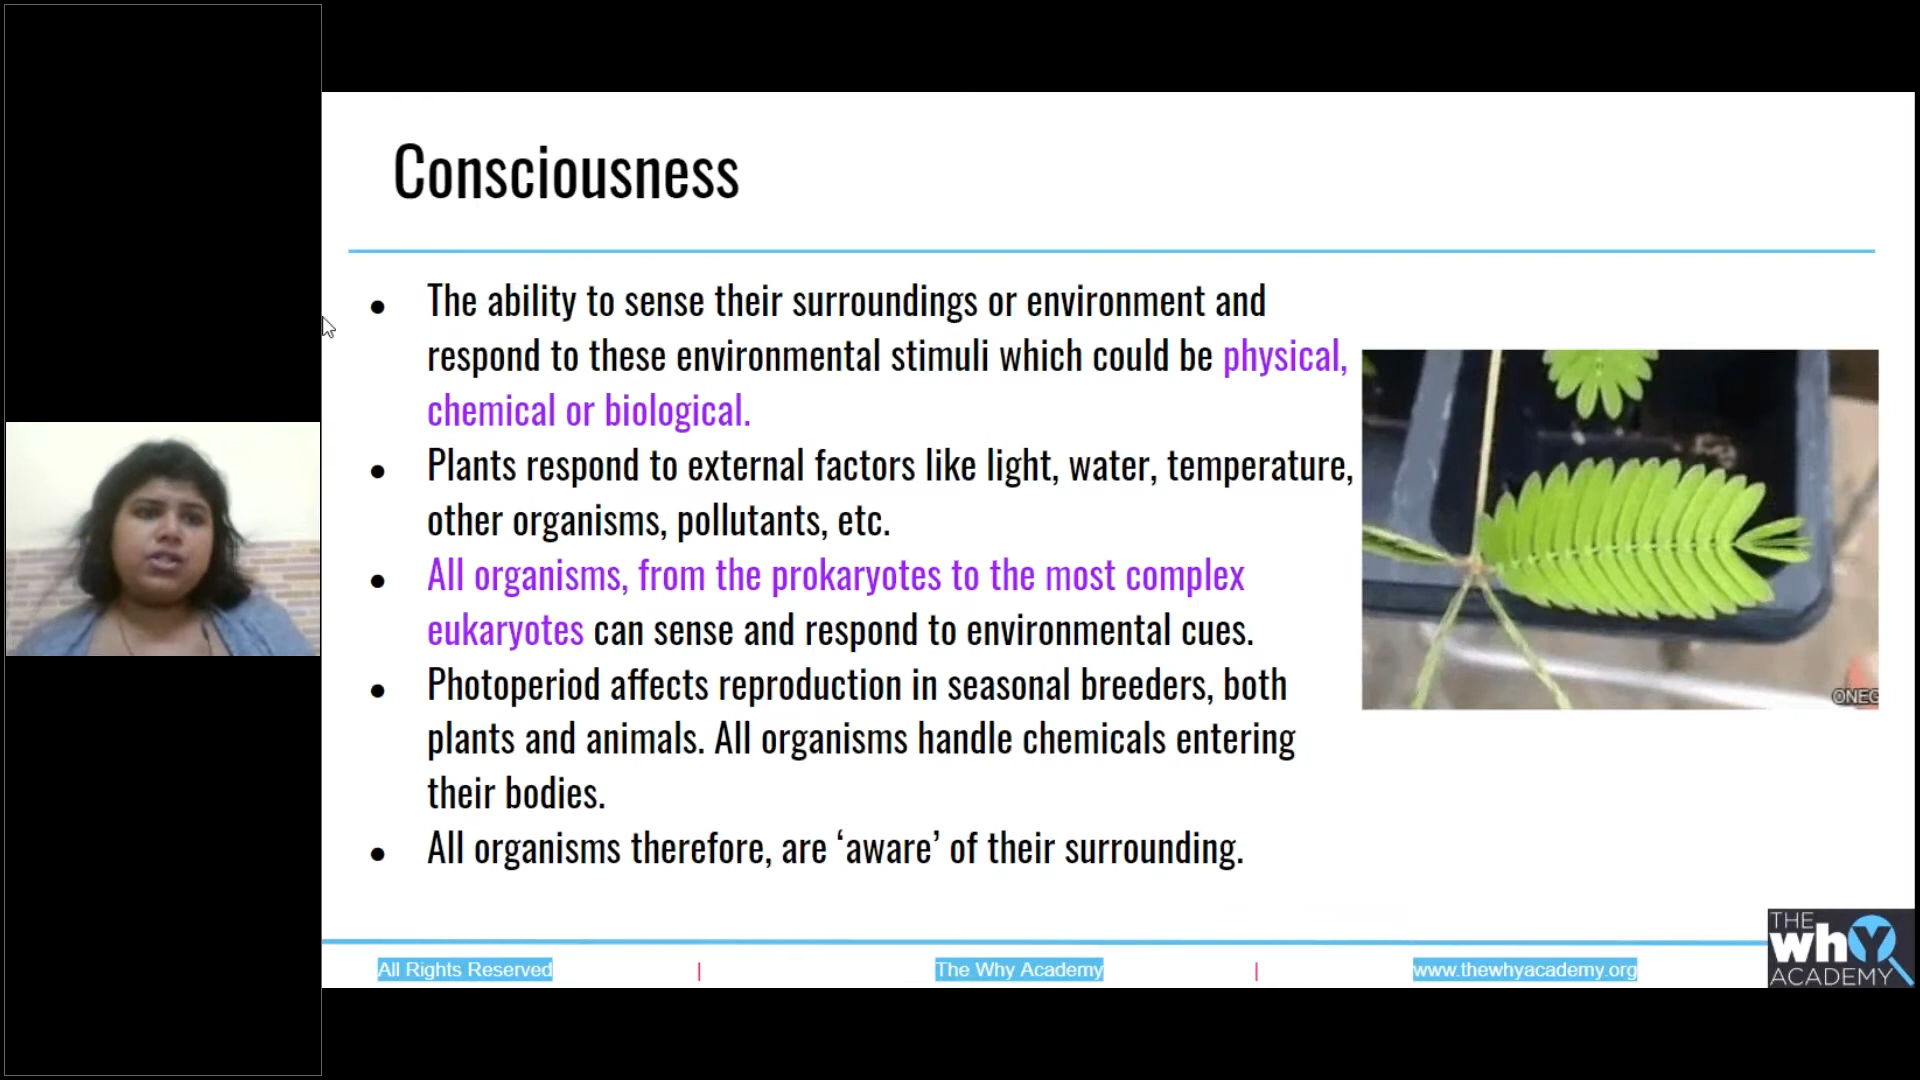 Consciousness
The ability to sense their surroundings or environment and
respond to these environmental stimuli which could be physical,
chemical or biological.
Plants respond to external factors like light, water, temperature,
other organisms, pollutants, etc.
All organisms, from the prokaryotes to the most complex
eukaryotes can sense and respond to environmental cues.
Photoperiod affects reproduction in seasonal breeders, both
plants and animals. All organisms handle chemicals entering
their bodies.
All organisms therefore, are ‘aware’ of their surrounding.
ONEG
All Rights Reserved | The Why Academy | www.thewhyacademy.org
THE
whY
ACADEMY